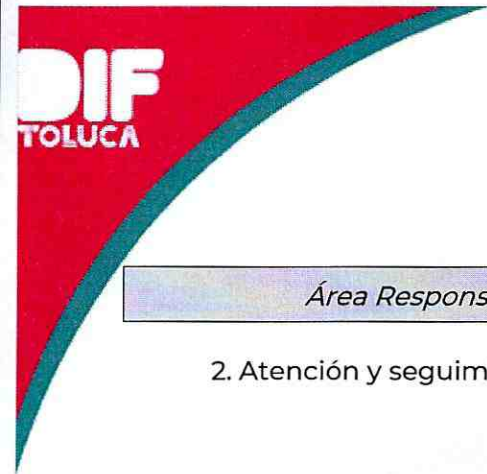 DIF
TOLUCA
Área Respons
2. Atención y seguim